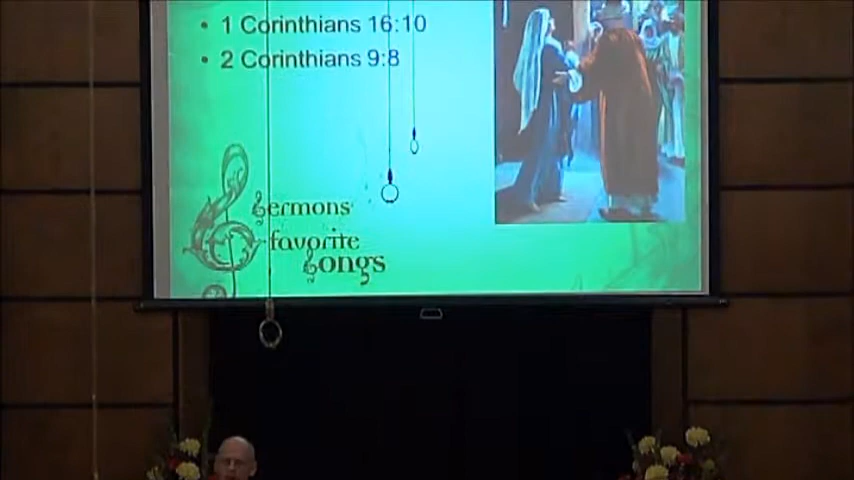 • 1 Corinthians 16:10
• 2 Corinthians 9:8
Sermons
favorite
Songs